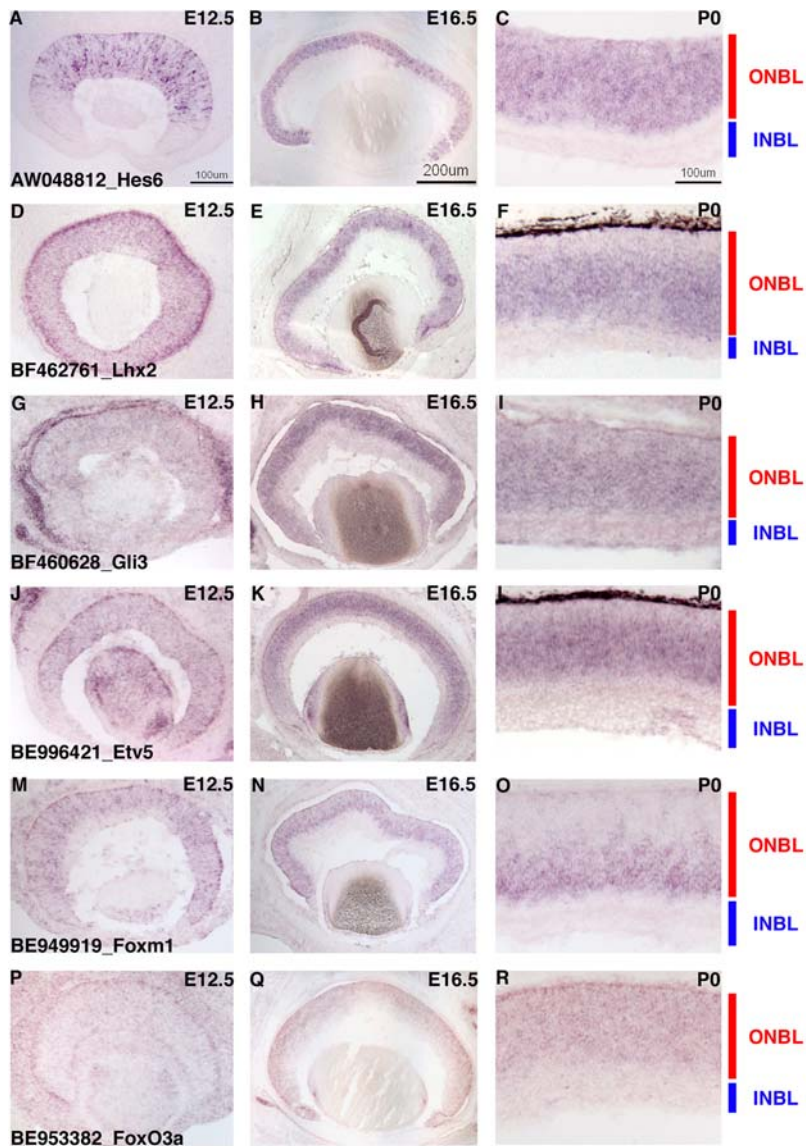 A E12.5 B E16.5 C P0
ONBL
INBL
100um 200um 100um
AW048812_Hes6
D E12.5 E E16.5 F P0
ONBL
INBL
BF462761_Lhx2
G E12.5 H E16.5 I P0
ONBL
INBL
BF460628_Gli3
J E12.5 K E16.5 L P0
ONBL
INBL
BE996421_Etv5
M E12.5 N E16.5 O P0
ONBL
INBL
BE949919_Foxm1
P E12.5 Q E16.5 R P0
ONBL
INBL
BE953382_FoxO3a